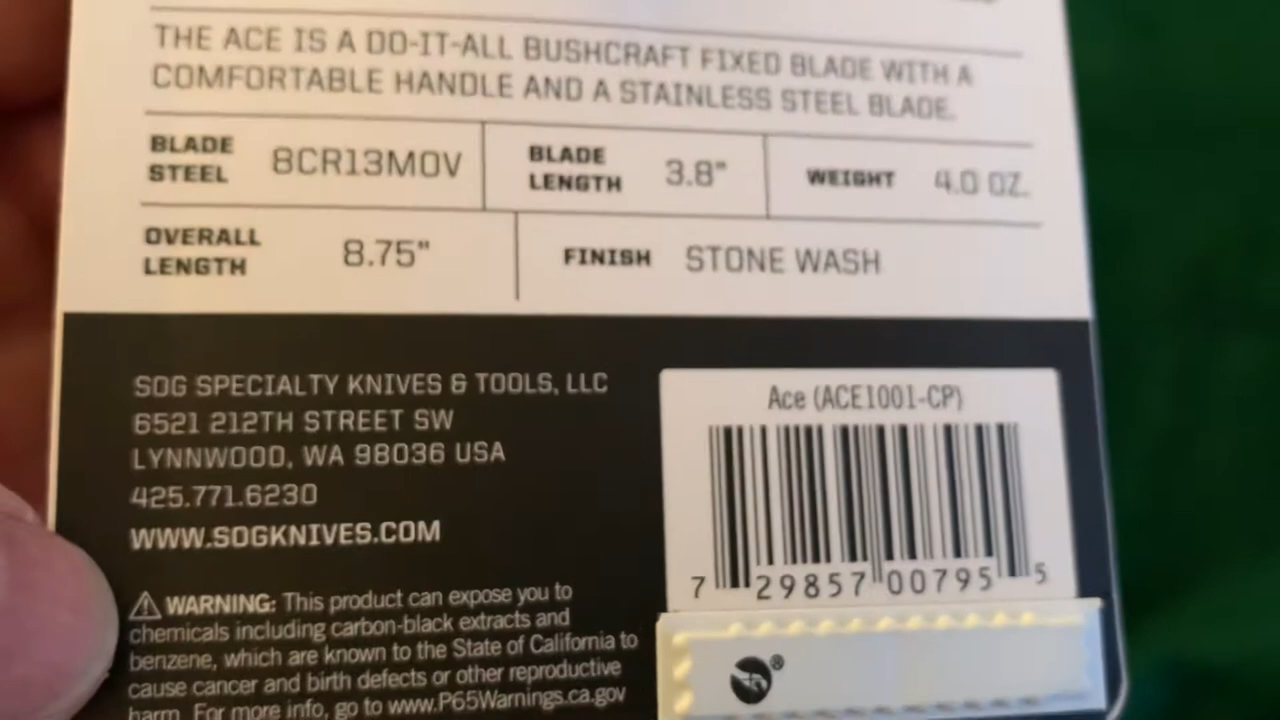 THE ACE IS A DO-IT-ALL BUSHCRAFT FIXED BLADE WITH A
COMFORTABLE HANDLE AND A STAINLESS STEEL BLADE.
BLADE
STEEL
8CR13MOV
BLADE
LENGTH
3.8"
WEIGHT
4.0 OZ.
OVERALL
LENGTH
8.75"
FINISH
STONE WASH
SOG SPECIALTY KNIVES & TOOLS, LLC
6521 212TH STREET SW
LYNNWOOD, WA 98036 USA
425.771.6230
WWW.SOGKNIVES.COM
⚠ WARNING: This product can expose you to
chemicals including carbon-black extracts and
benzene, which are known to the State of California to
cause cancer and birth defects or other reproductive
harm. For more info, go to www.P65Warnings.ca.gov
Ace (ACE1001-CP)
7 29857 00795 5
®